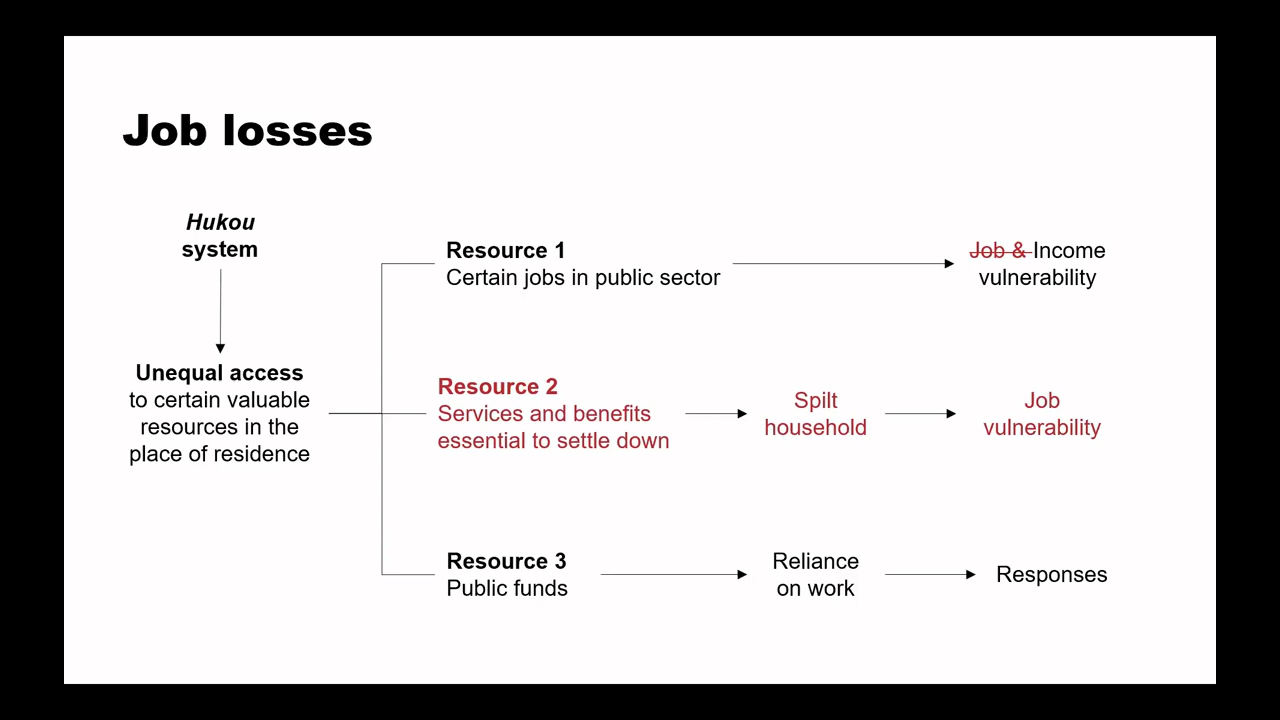 Job losses
Hukou
system
Unequal access
to certain valuable
resources in the
place of residence
Resource 1
Certain jobs in public sector
Job & Income
vulnerability
Resource 2
Services and benefits
essential to settle down
Spilt
household
Job
vulnerability
Resource 3
Public funds
Reliance
on work
Responses